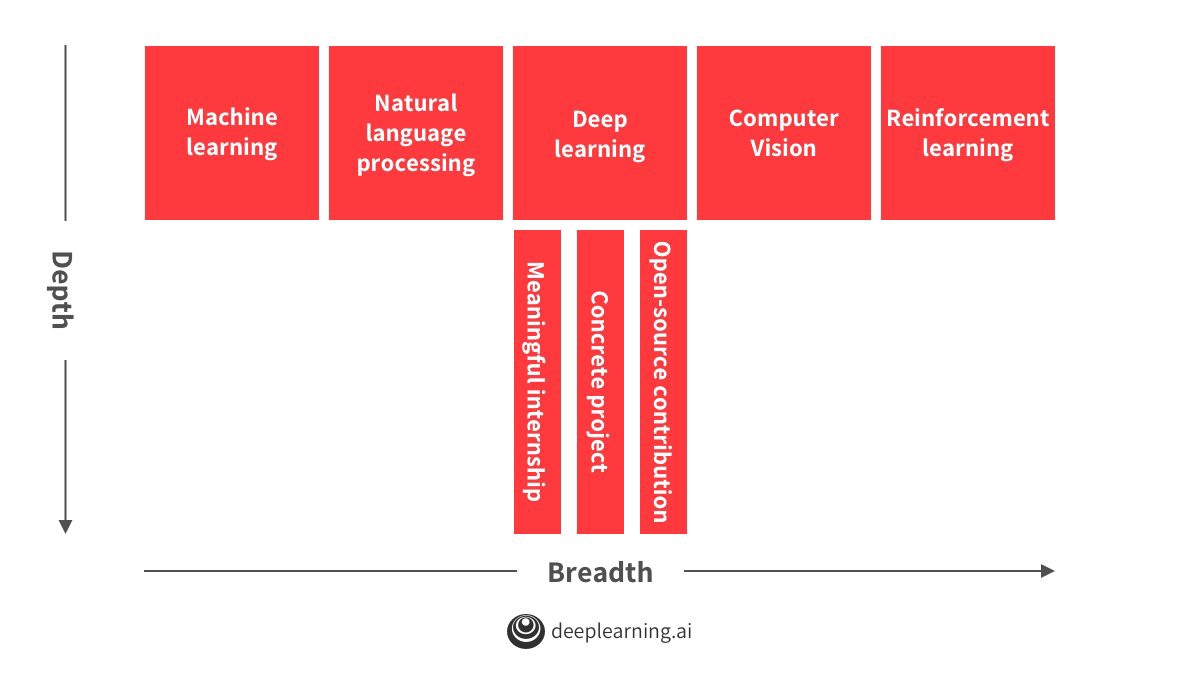 Machine
learning
Natural
language
processing
Deep
learning
Computer
Vision
Reinforcement
learning
Depth
Meaningful internship
Concrete project
Open-source contribution
Breadth
deeplearning.ai